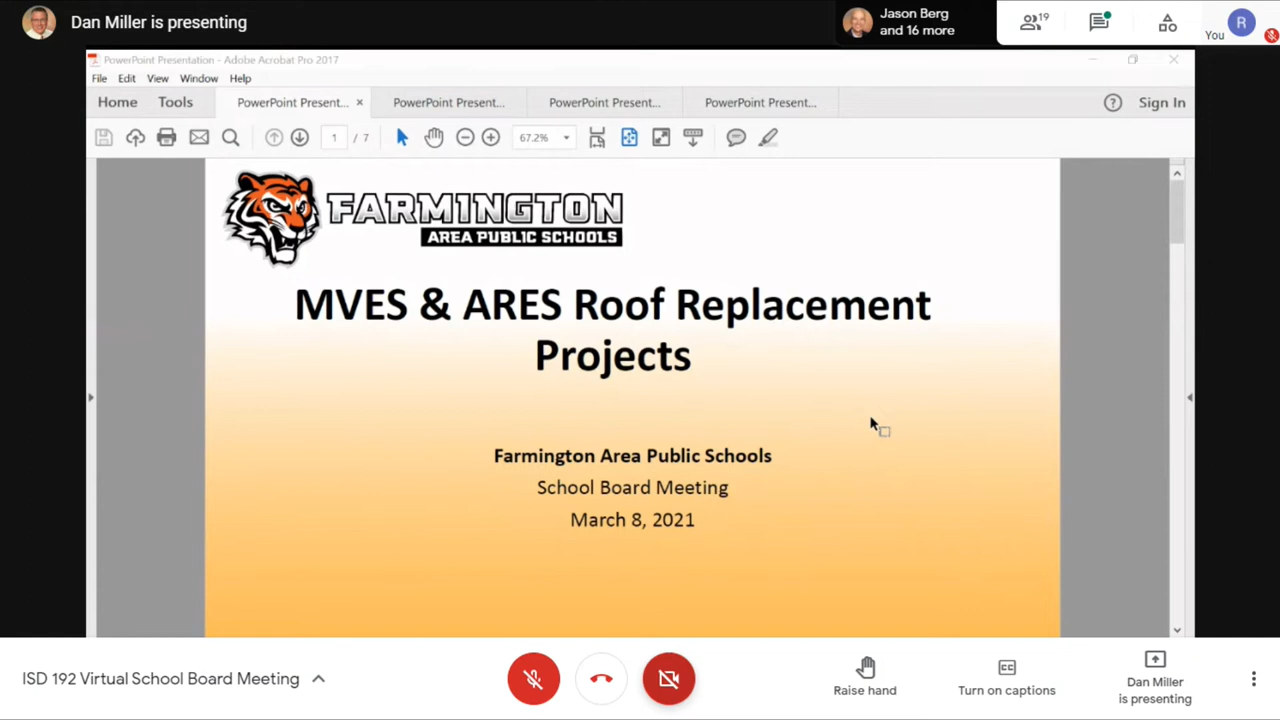 Dan Miller is presenting
Jason Berg
and 16 more
19
You
R
PowerPoint Presentation - Adobe Acrobat Pro 2017
File Edit View Window Help
Home Tools PowerPoint Present... × PowerPoint Present... PowerPoint Present... PowerPoint Present... ? Sign In
1 / 7 67.2%
FARMINGTON
AREA PUBLIC SCHOOLS
MVES & ARES Roof Replacement
Projects
Farmington Area Public Schools
School Board Meeting
March 8, 2021
ISD 192 Virtual School Board Meeting
Raise hand
CC
Turn on captions
Dan Miller
is presenting